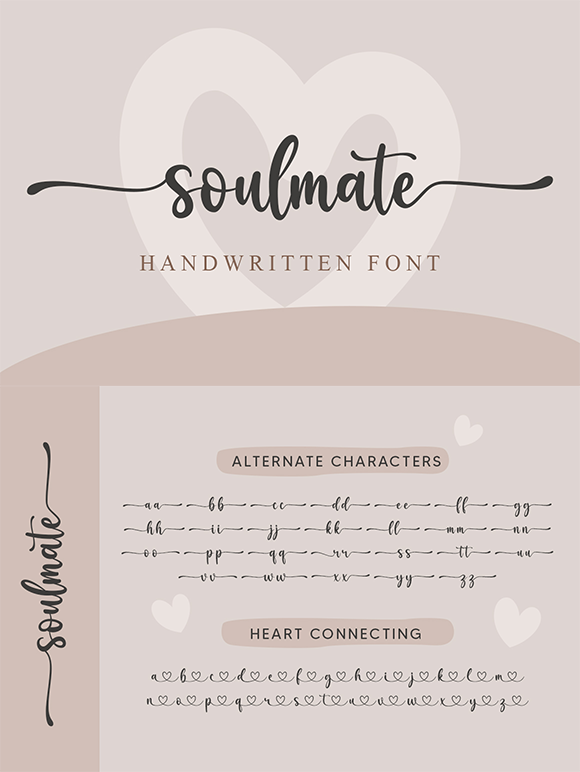 soulmate
HANDWRITTEN FONT
soulmate
ALTERNATE CHARACTERS
aa bb cc dd ee ff gg
hh ii jj kk ll mm nn
oo pp qq rr ss tt uu
vv ww xx yy zz
HEART CONNECTING
a♡b♡c♡d♡e♡f♡g♡h♡i♡j♡k♡l♡m♡
n♡o♡p♡q♡r♡s♡t♡u♡v♡w♡x♡y♡z♡